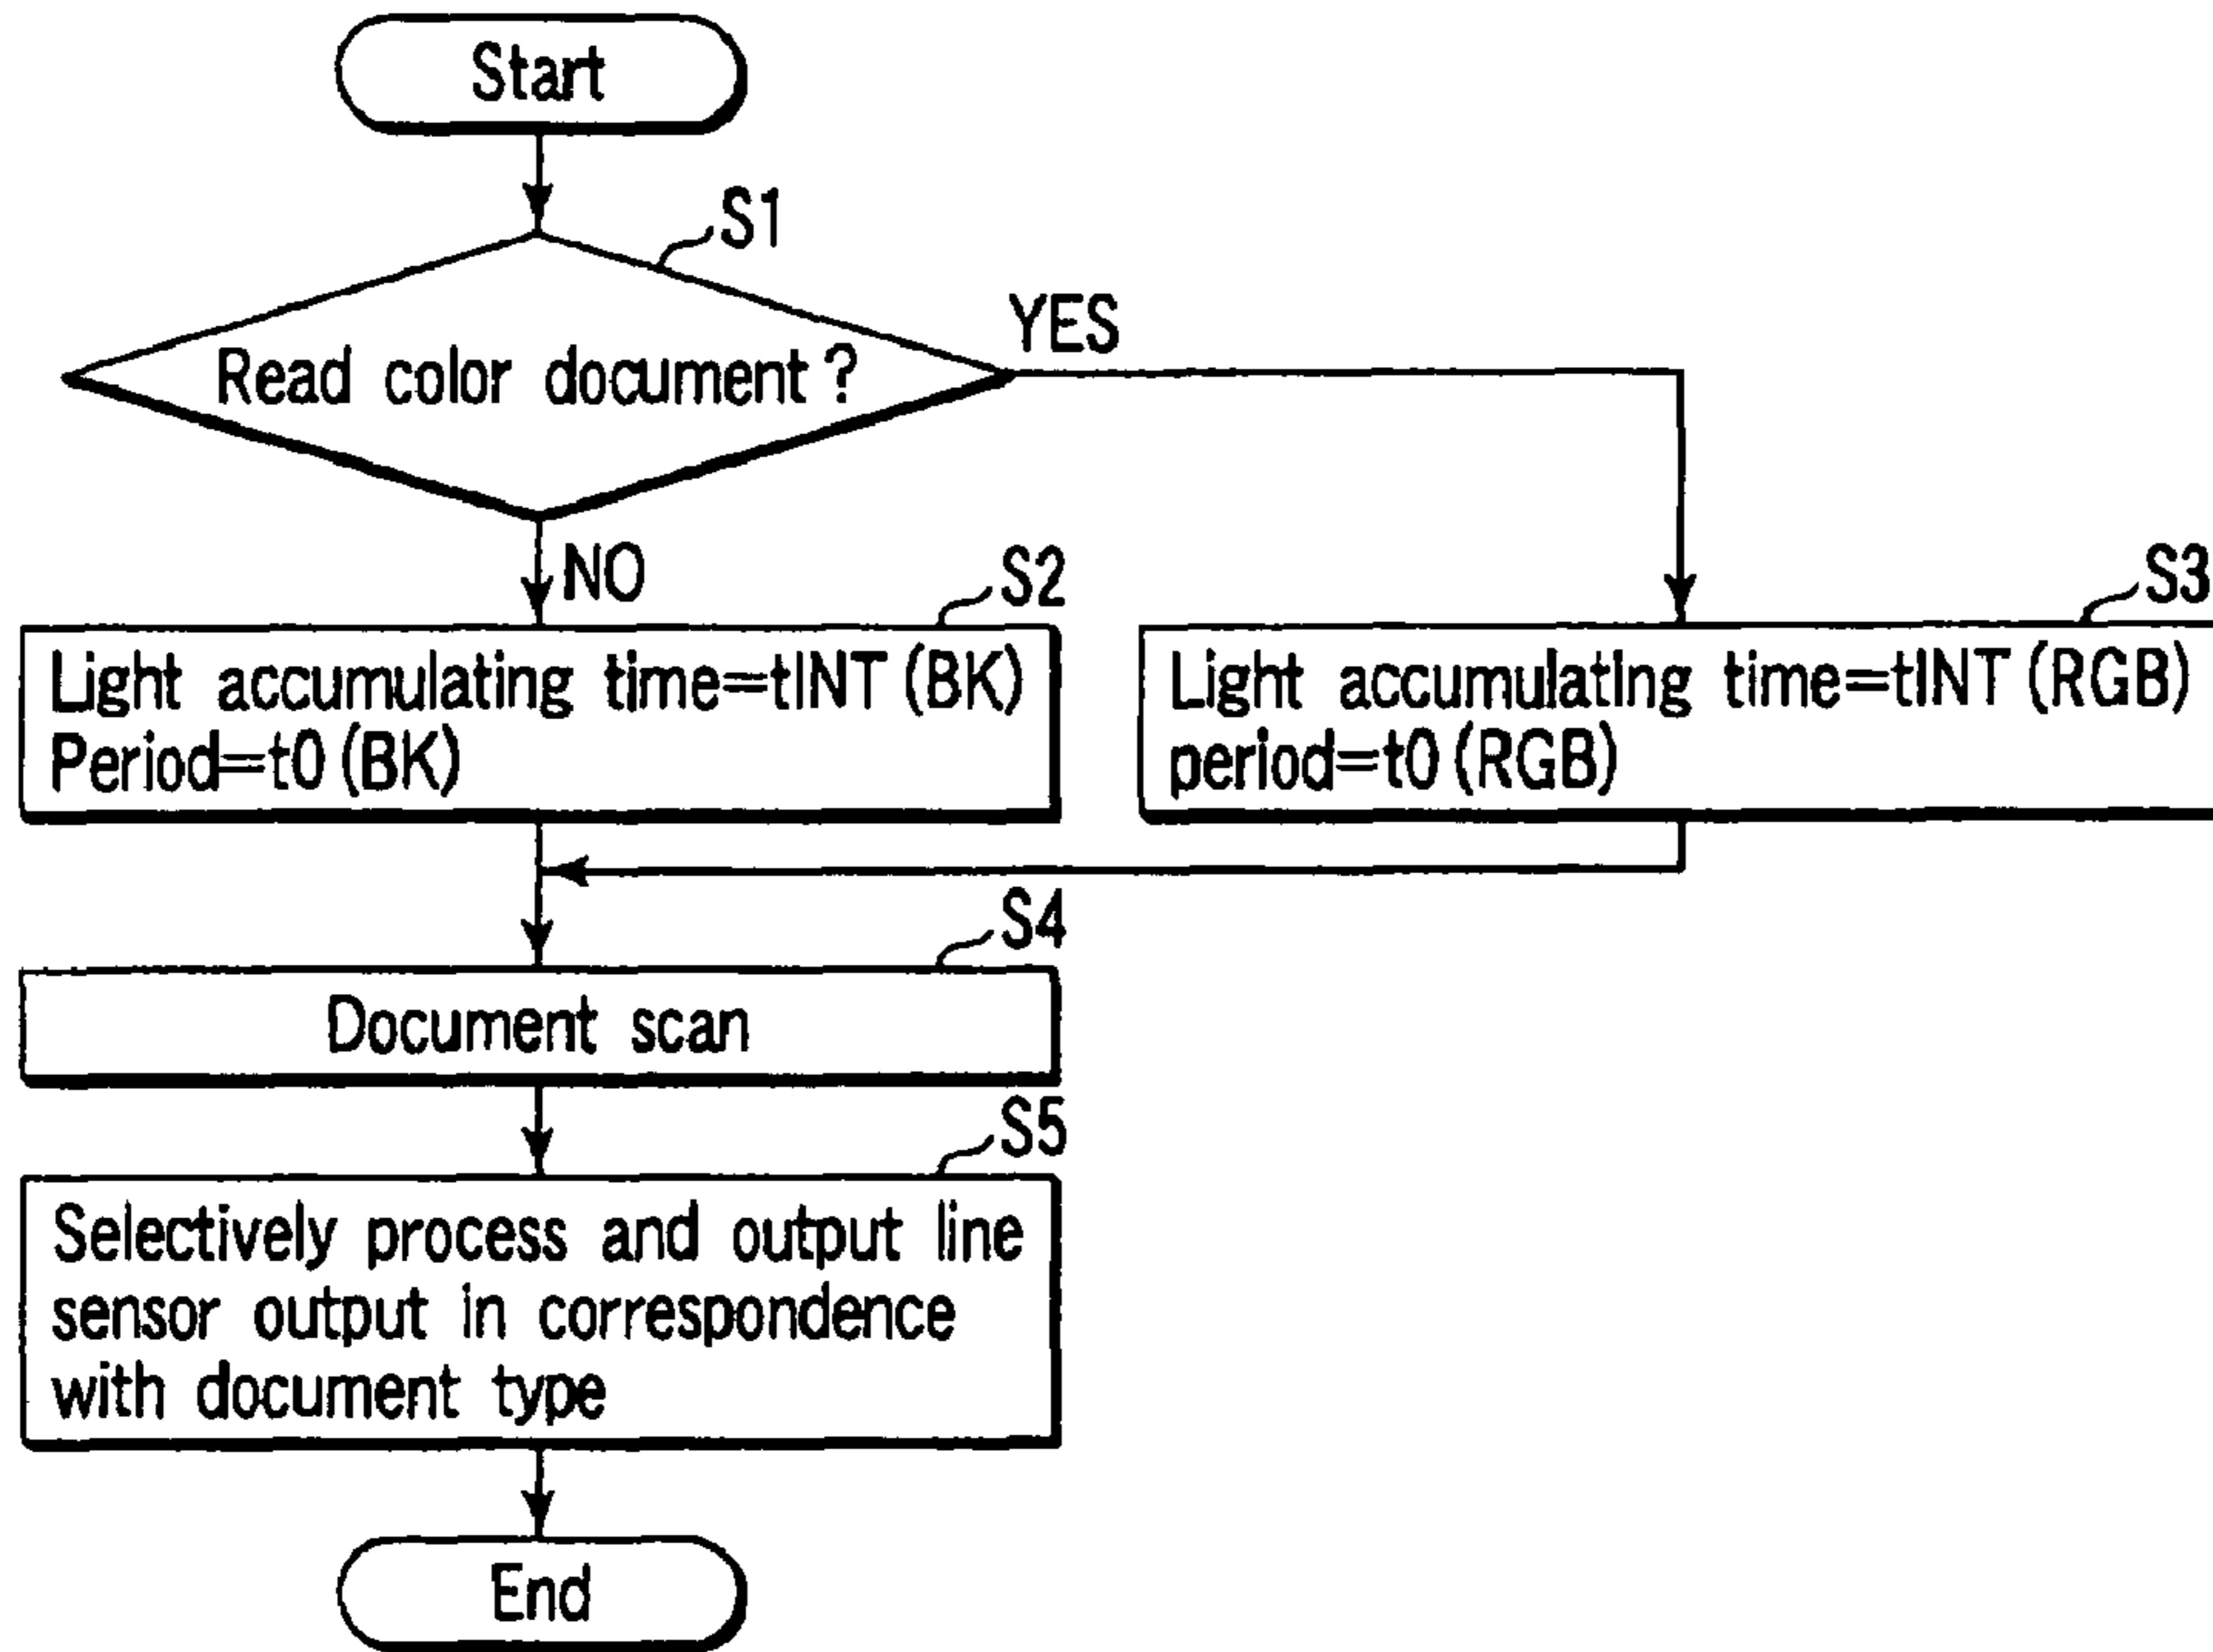 Start
S1
Read color document?
YES
NO
S2
Light accumulating time=tINT (BK)
Period=t0 (BK)
S3
Light accumulating time=tINT (RGB)
period=t0 (RGB)
S4
Document scan
S5
Selectively process and output line
sensor output in correspondence
with document type
End